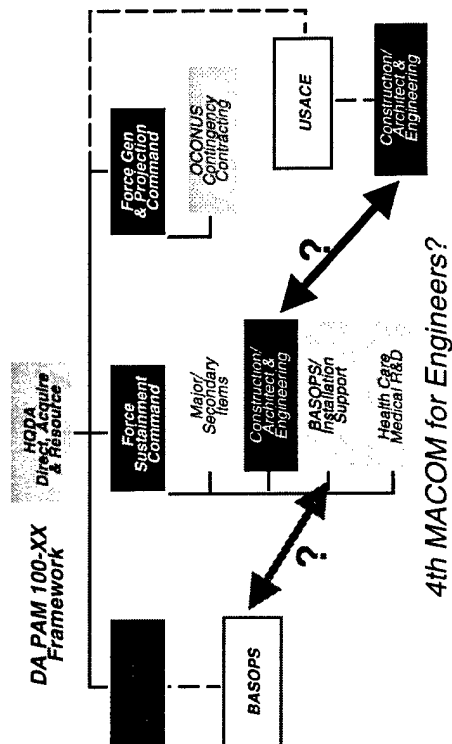 DA PAM 100-XX
Framework
HQDA
Direct, Acquire
& Resource
BASOPS
?
Force
Sustainment
Command
Major/
Secondary
Items
Construction/
Architect &
Engineering
BASOPS/
Installation
Support
Health Care
Medical R&D
?
Force Gen
& Projection
Command
OCONUS
Contingency
Contracting
USACE
Construction/
Architect &
Engineering
4th MACOM for Engineers?